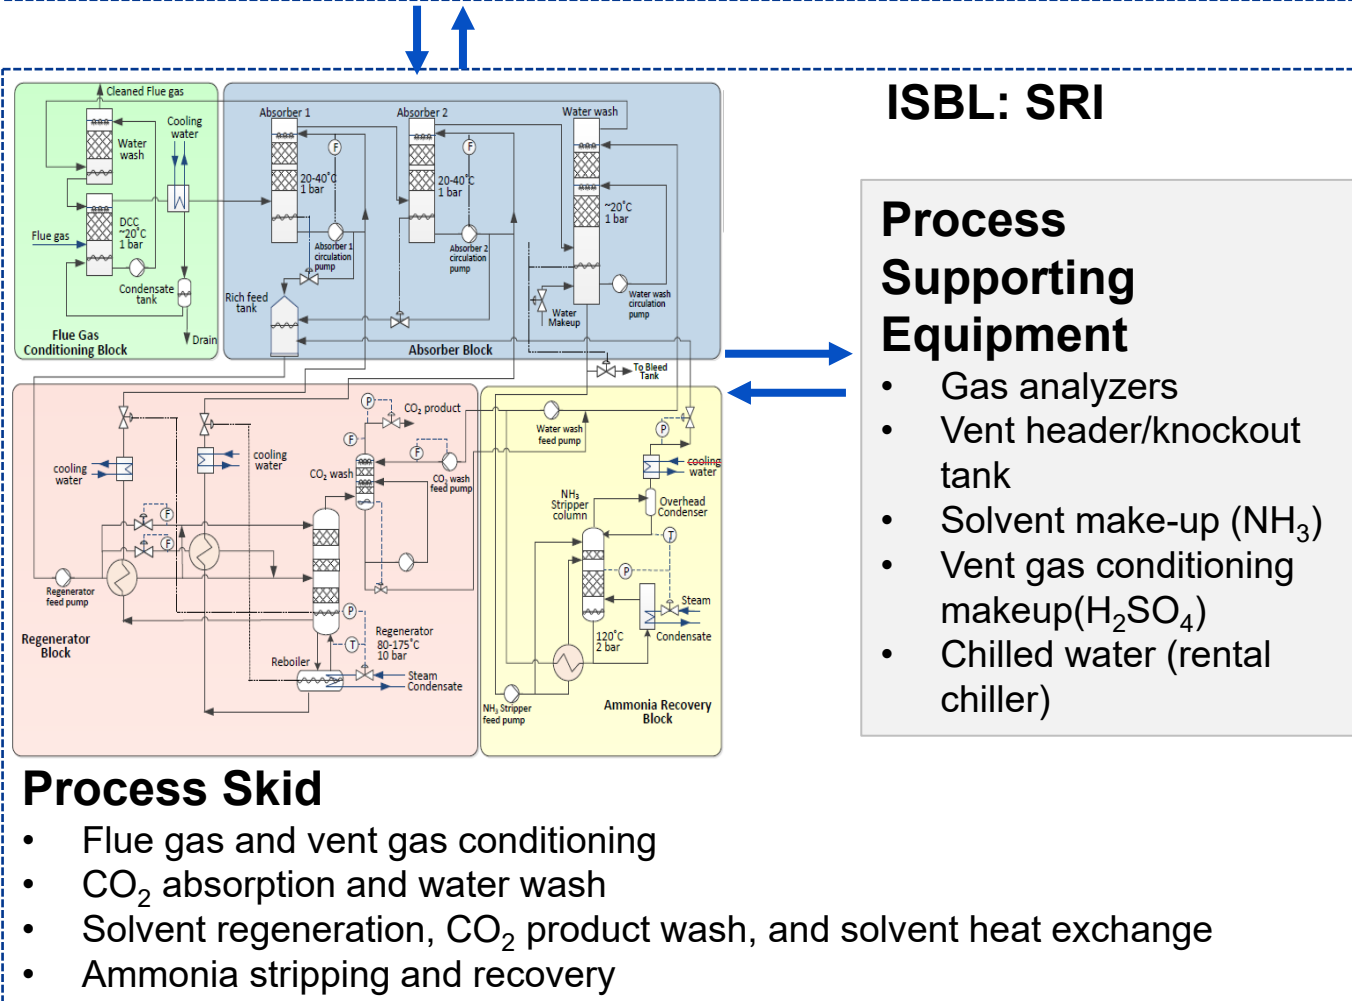 ISBL: SRI
Cleaned Flue gas
Water
wash
Cooling
water
DCC
~20°C
1 bar
Flue gas
Condensate
tank
Drain
Flue Gas
Conditioning Block
Absorber 1
F
20-40°C
1 bar
Absorber 1
circulation
pump
Absorber 2
F
20-40°C
1 bar
Absorber 2
circulation
pump
Water wash
~20°C
1 bar
Water wash
circulation
pump
Water
Makeup
Rich feed
tank
Absorber Block
To Bleed
Tank
Process
Supporting
Equipment
• Gas analyzers
• Vent header/knockout
tank
• Solvent make-up (NH₃)
• Vent gas conditioning
makeup(H₂SO₄)
• Chilled water (rental
chiller)
P
CO₂ product
F
F
cooling
water
cooling
water
CO₂ wash
CO₂ wash
feed pump
F
F
Regenerator
feed pump
P
T
Regenerator
80-175°C
10 bar
Reboiler
Steam
Condensate
Regenerator
Block
Water wash
feed pump
P
cooling
water
NH₃
Stripper
column
Overhead
Condenser
T
P
Steam
Condensate
120°C
2 bar
NH₃ Stripper
feed pump
Ammonia Recovery
Block
Process Skid
• Flue gas and vent gas conditioning
• CO₂ absorption and water wash
• Solvent regeneration, CO₂ product wash, and solvent heat exchange
• Ammonia stripping and recovery